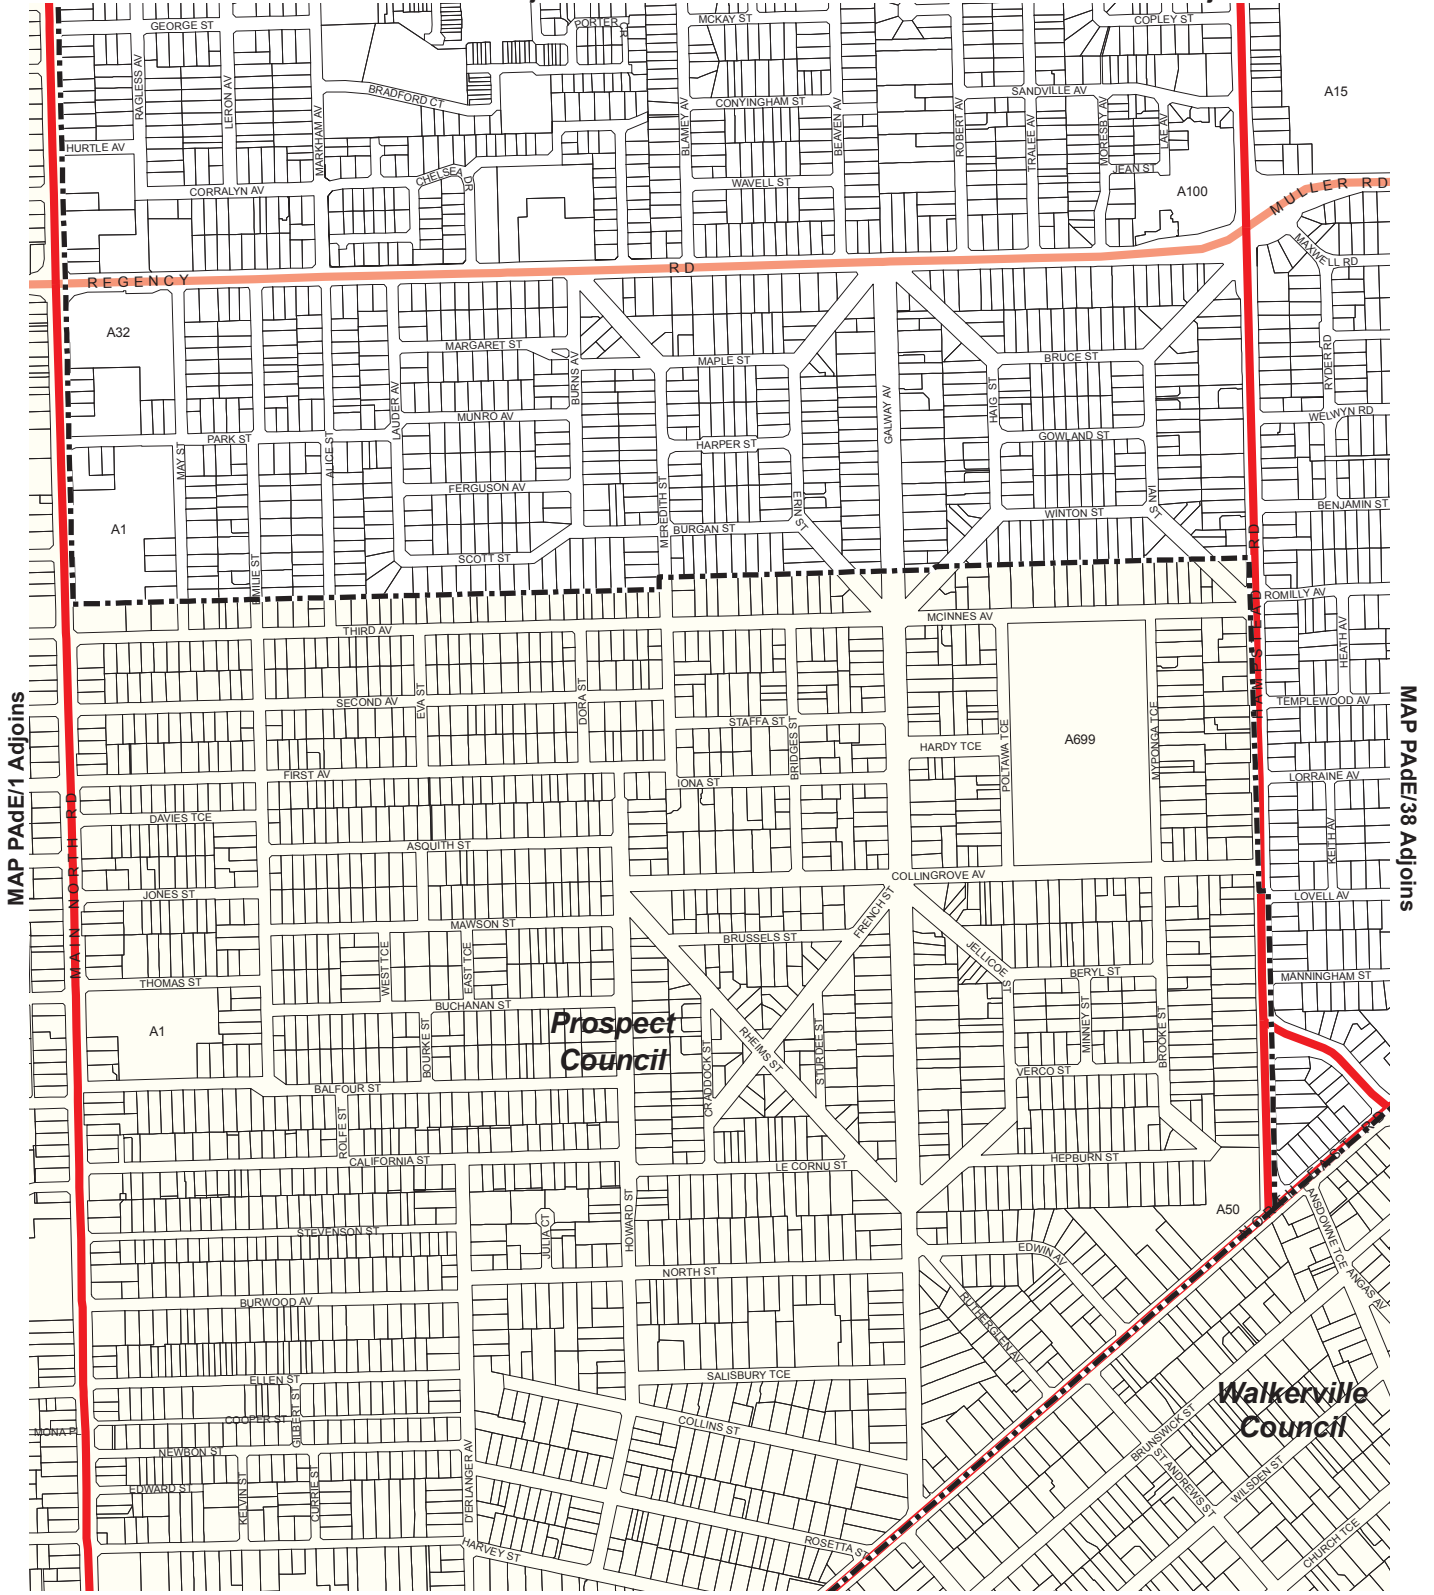 GEORGE ST
PORTER
CR
MCKAY ST
COPLEY ST
RAGLESS AV
LERON AV
MARKHAM AV
BRADFORD CT
BLAMEY AV
CONYINGHAM ST
BEAVEN AV
ROBERT AV
SANDVILLE AV
TRALEE AV
MORESBY AV
LAE AV
A15
HURTLE AV
CORRALYN AV
CHELSEA
DR
WAVELL ST
JEAN ST
A100
MULLER RD
MAXWELL RD
REGENCY
RD
A32
MARGARET ST
BURNS AV
MAPLE ST
BRUCE ST
RYDER RD
LAUDER AV
MUNRO AV
GALWAY AV
HAIG ST
WELWYN RD
MAY ST
PARK ST
ALICE ST
HARPER ST
GOWLAND ST
FERGUSON AV
MEREDITH ST
ERIN ST
IAN ST
A1
BURGAN ST
WINTON ST
BENJAMIN ST
EMILIE ST
SCOTT ST
HAMPSTEAD
RD
ROMILLY AV
THIRD AV
MCINNES AV
HEATH AV
SECOND AV
EVA ST
DORA ST
STAFFA ST
BRIDGES ST
HARDY TCE
POLTAWA TCE
A699
MYPONGA TCE
TEMPLEWOOD AV
MAP PAdE/1 Adjoins
MAP PAdE/38 Adjoins
FIRST AV
IONA ST
LORRAINE AV
MAIN NORTH RD
DAVIES TCE
ASQUITH ST
KEITH AV
COLLINGROVE AV
JONES ST
LOVELL AV
MAWSON ST
BRUSSELS ST
FRENCH ST
JELLICOE
ST
WEST TCE
EAST TCE
THOMAS ST
BERYL ST
MANNINGHAM ST
BUCHANAN ST
A1
BOURKE ST
Prospect
Council
CRADDOCK ST
RHEIMS ST
STURDEE ST
MINNEY ST
BROOKE ST
VERCO ST
BALFOUR ST
ROLFE ST
CALIFORNIA ST
LE CORNU ST
HEPBURN ST
STEVENSON ST
JULIA CT
HOWARD ST
A50
LANSDOWNE TCE
EDWIN AV
NORTH ST
ANGAS AV
BURWOOD AV
RUTHERGLEN AV
ELLEN ST
SALISBURY TCE
Walkerville
Council
COOPER ST
GILBERT ST
COLLINS ST
MONA P
NEWBON ST
BRUNSWICK ST
EDWARD ST
KELVIN ST
CURRIE ST
D'ERLANGER AV
ST ANDREWS ST
WILSDEN ST
HARVEY ST
ROSETTA ST
CHURCH TCE